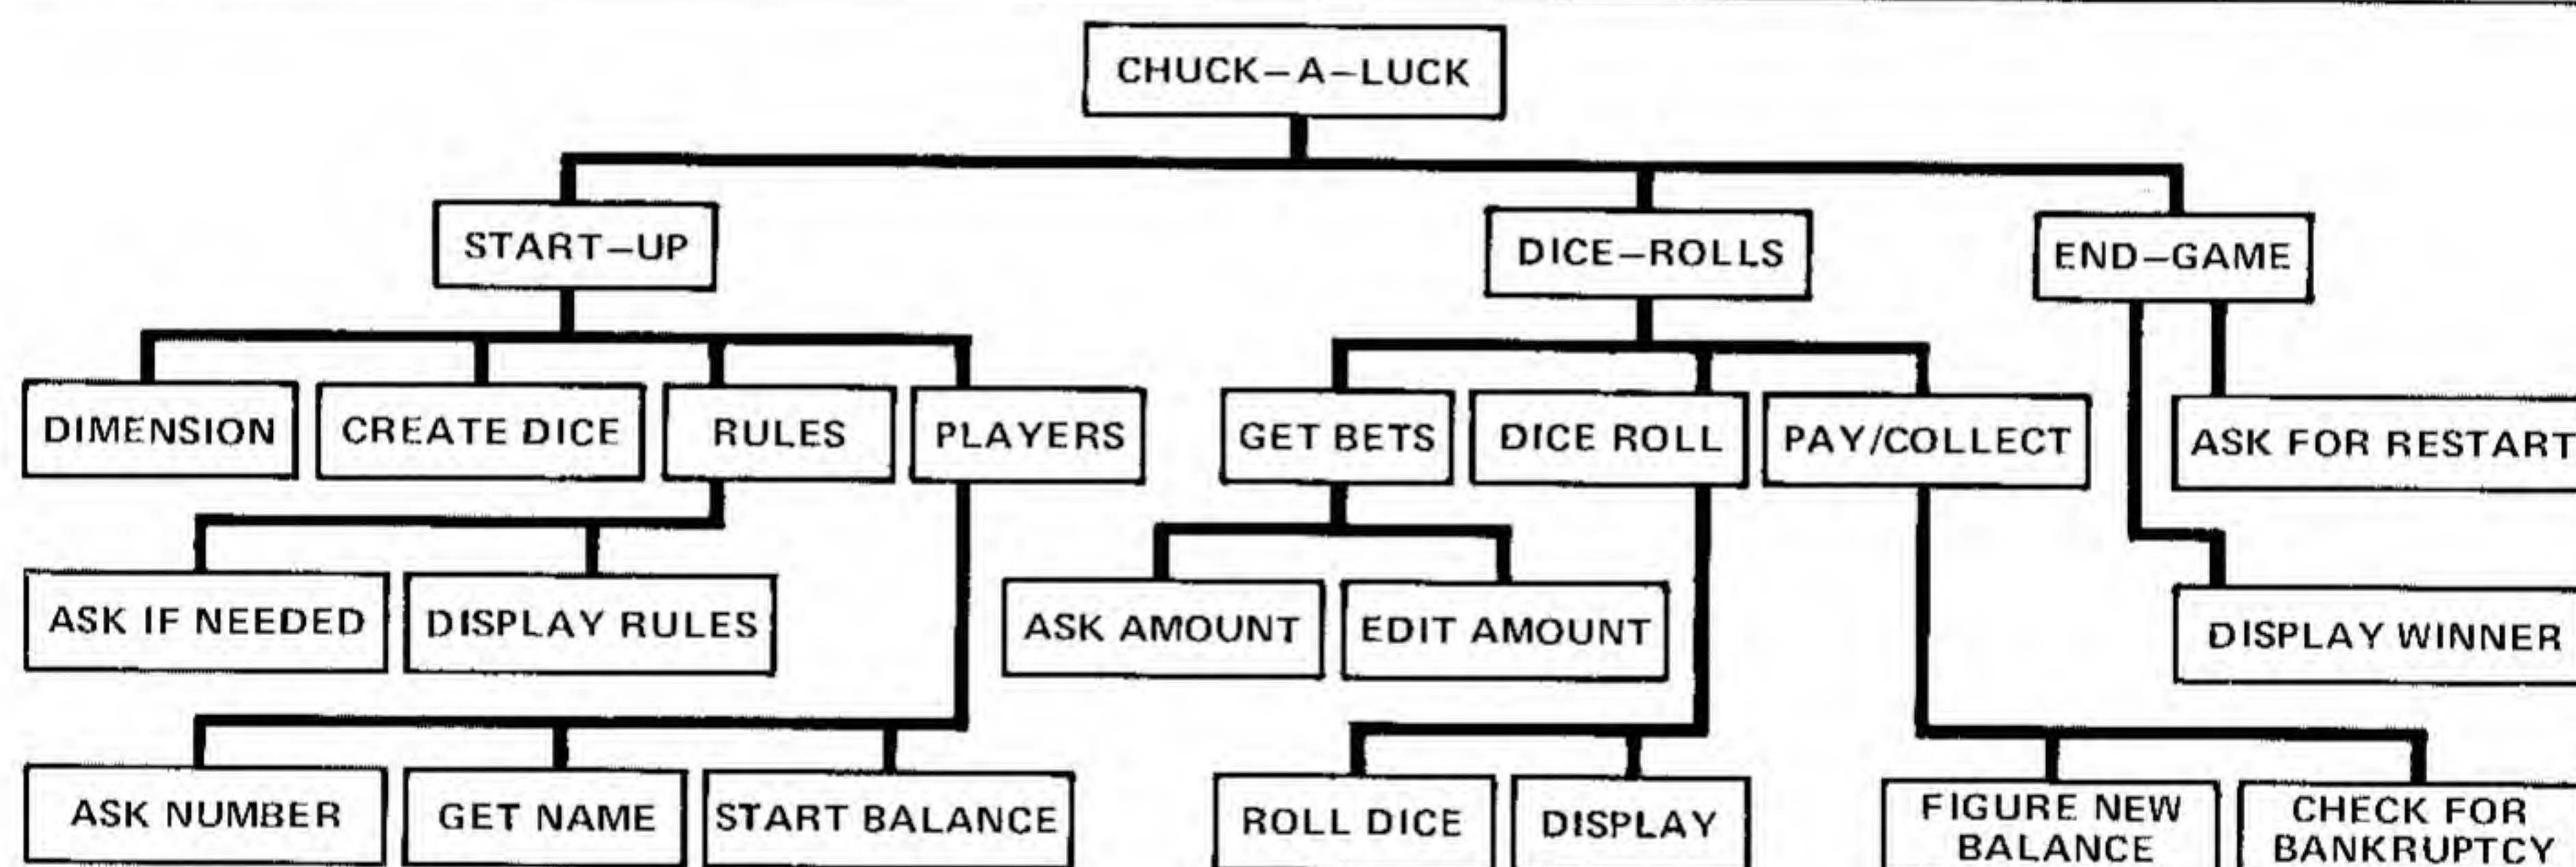 CHUCK–A–LUCK
START–UP
DICE–ROLLS
END–GAME
DIMENSION
CREATE DICE
RULES
PLAYERS
GET BETS
DICE ROLL
PAY/COLLECT
ASK FOR RESTART
ASK IF NEEDED
DISPLAY RULES
ASK AMOUNT
EDIT AMOUNT
DISPLAY WINNER
ASK NUMBER
GET NAME
START BALANCE
ROLL DICE
DISPLAY
FIGURE NEW
BALANCE
CHECK FOR
BANKRUPTCY